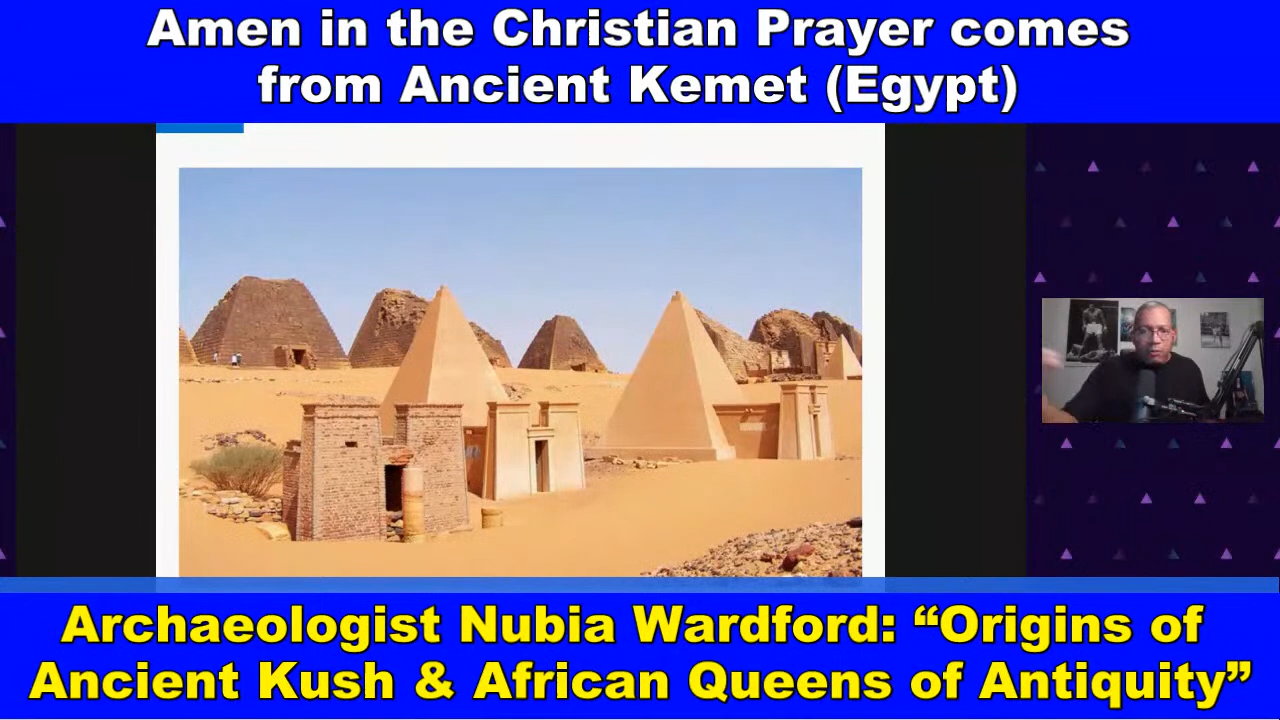 Amen in the Christian Prayer comes
from Ancient Kemet (Egypt)
Archaeologist Nubia Wardford: “Origins of
Ancient Kush & African Queens of Antiquity”